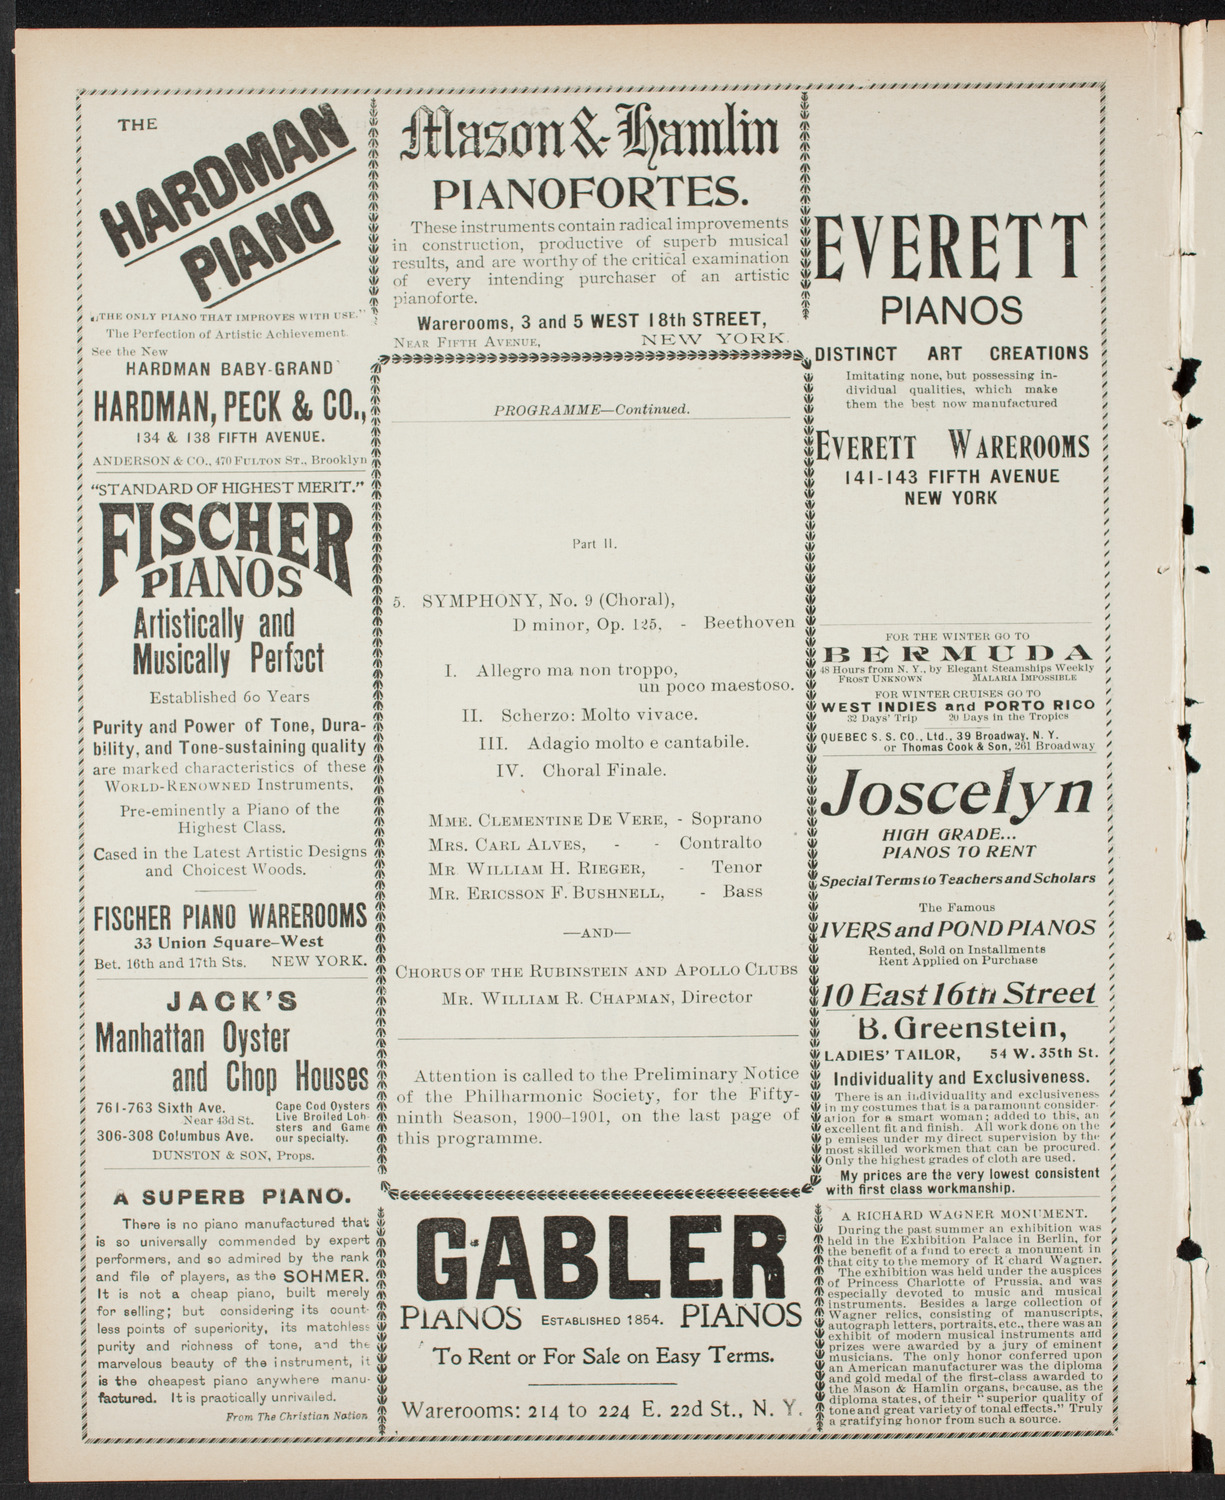 THE
HARDMAN
PIANO
"THE ONLY PIANO THAT IMPROVES WITH USE."
The Perfection of Artistic Achievement.
See the New
HARDMAN BABY-GRAND
HARDMAN, PECK & CO.,
134 & 138 FIFTH AVENUE.
ANDERSON & CO., 470 FULTON ST., Brooklyn
"STANDARD OF HIGHEST MERIT."
FISCHER
PIANOS
Artistically and
Musically Perfect
Established 60 Years
Purity and Power of Tone, Dura-
bility, and Tone-sustaining quality
are marked characteristics of these
WORLD-RENOWNED Instruments.
Pre-eminently a Piano of the
Highest Class.
Cased in the Latest Artistic Designs
and Choicest Woods.
FISCHER PIANO WAREROOMS
33 Union Square—West
Bet. 16th and 17th Sts. NEW YORK.
JACK'S
Manhattan Oyster
and Chop Houses
761-763 Sixth Ave.
Near 43d St.
306-308 Columbus Ave.
Cape Cod Oysters
Live Broiled Lob-
sters and Game
our specialty.
DUNSTON & SON, Props.
A SUPERB PIANO.
There is no piano manufactured that
is so universally commended by expert
performers, and so admired by the rank
and file of players, as the SOHMER.
It is not a cheap piano, built merely
for selling; but considering its count-
less points of superiority, its matchless
purity and richness of tone, and the
marvelous beauty of the instrument, it
is the cheapest piano anywhere manu-
factured. It is practically unrivalled.
From The Christian Nation
Mason & Hamlin
PIANOFORTES.
These instruments contain radical improvements
in construction, productive of superb musical
results, and are worthy of the critical examination
of every intending purchaser of an artistic
pianoforte.
Warerooms, 3 and 5 WEST 18th STREET,
NEAR FIFTH AVENUE, NEW YORK.
PROGRAMME—Continued.
Part II.
5. SYMPHONY, No. 9 (Choral),
D minor, Op. 125, - Beethoven
I. Allegro ma non troppo,
un poco maestoso.
II. Scherzo: Molto vivace.
III. Adagio molto e cantabile.
IV. Choral Finale.
MME. CLEMENTINE DE VERE, - Soprano
MRS. CARL ALVES, - - Contralto
MR. WILLIAM H. RIEGER, - Tenor
MR. ERICSSON F. BUSHNELL, - Bass
—AND—
CHORUS OF THE RUBINSTEIN AND APOLLO CLUBS
MR. WILLIAM R. CHAPMAN, Director
Attention is called to the Preliminary Notice
of the Philharmonic Society, for the Fifty-
ninth Season, 1900-1901, on the last page of
this programme.
GABLER
PIANOS ESTABLISHED 1854. PIANOS
To Rent or For Sale on Easy Terms.
Warerooms: 214 to 224 E. 22d St., N. Y.
EVERETT
PIANOS
DISTINCT ART CREATIONS
Imitating none, but possessing in-
dividual qualities, which make
them the best now manufactured
EVERETT WAREROOMS
141-143 FIFTH AVENUE
NEW YORK
FOR THE WINTER GO TO
BERMUDA
48 Hours from N. Y., by Elegant Steamships Weekly
FROST UNKNOWN MALARIA IMPOSSIBLE
FOR WINTER CRUISES GO TO
WEST INDIES and PORTO RICO
32 Days' Trip 20 Days in the Tropics
QUEBEC S. S. CO., Ltd., 39 Broadway, N. Y.
or Thomas Cook & Son, 261 Broadway
Joscelyn
HIGH GRADE...
PIANOS TO RENT
Special Terms to Teachers and Scholars
The Famous
IVERS and POND PIANOS
Rented, Sold on Installments
Rent Applied on Purchase
10 East 16th Street
B. Greenstein,
LADIES' TAILOR, 54 W. 35th St.
Individuality and Exclusiveness.
There is an individuality and exclusiveness
in my costumes that is a paramount consider-
ation for a smart woman; added to this, an
excellent fit and finish. All work done on the
p emises under my direct supervision by the
most skilled workmen that can be procured.
Only the highest grades of cloth are used.
My prices are the very lowest consistent
with first class workmanship.
A RICHARD WAGNER MONUMENT.
During the past summer an exhibition was
held in the Exhibition Palace in Berlin, for
the benefit of a fund to erect a monument in
that city to the memory of R chard Wagner.
The exhibition was held under the auspices
of Princess Charlotte of Prussia, and was
especially devoted to music and musical
instruments. Besides a large collection of
Wagner relics, consisting of manuscripts,
autograph letters, portraits, etc., there was an
exhibit of modern musical instruments and
prizes were awarded by a jury of eminent
musicians. The only honor conferred upon
an American manufacturer was the diploma
and gold medal of the first-class awarded to
the Mason & Hamlin organs, because, as the
diploma states, of their "superior quality of
tone and great variety of tonal effects." Truly
a gratifying honor from such a source.